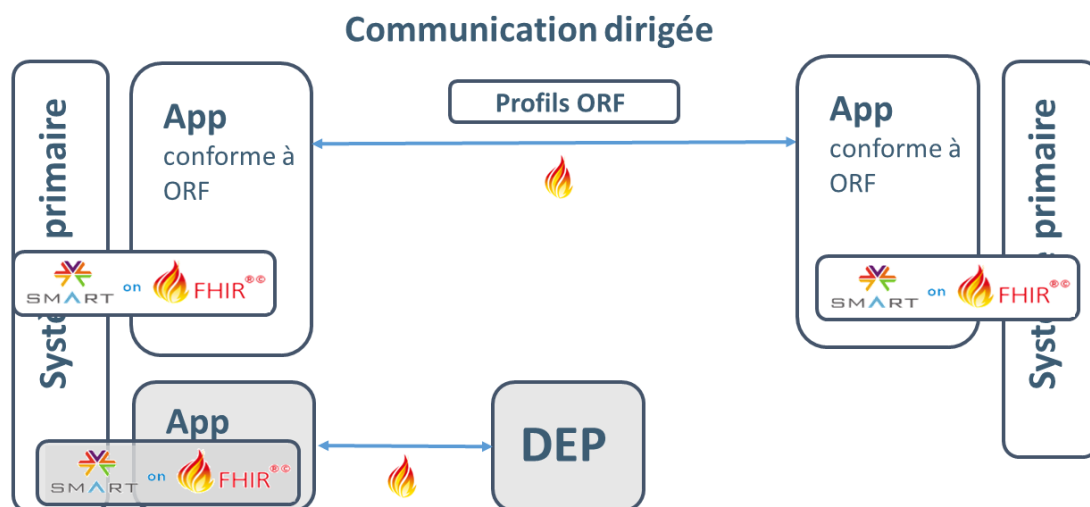 Communication dirigée
Système primaire
App
conforme à
ORF
SMART on FHIR®©
Profils ORF
App
conforme à
ORF
SMART on FHIR®©
Système primaire
App
SMART on FHIR®©
DEP